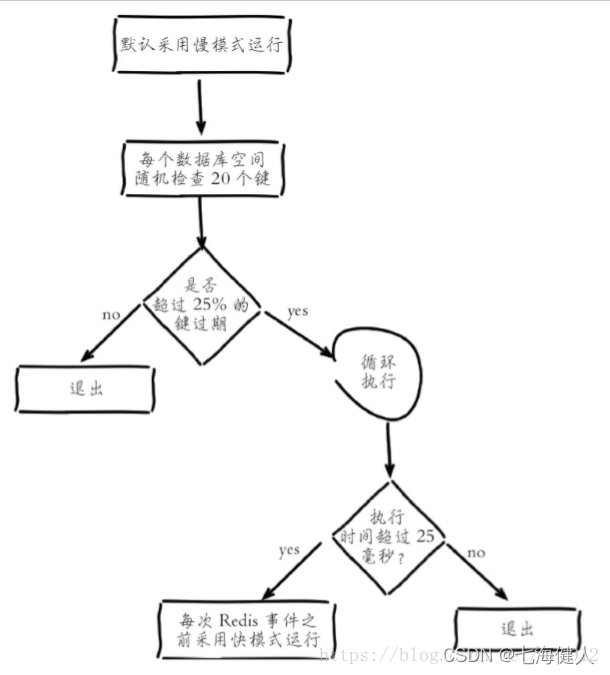 默认采用慢模式运行
每个数据库空间
随机检查 20 个键
是否
超过 25% 的
键过期
no
yes
退出
循环
执行
执行
时间超过 25
毫秒?
yes
no
每次 Redis 事件之
前采用快模式运行
退出
https://blog.
CSDN @七海健人